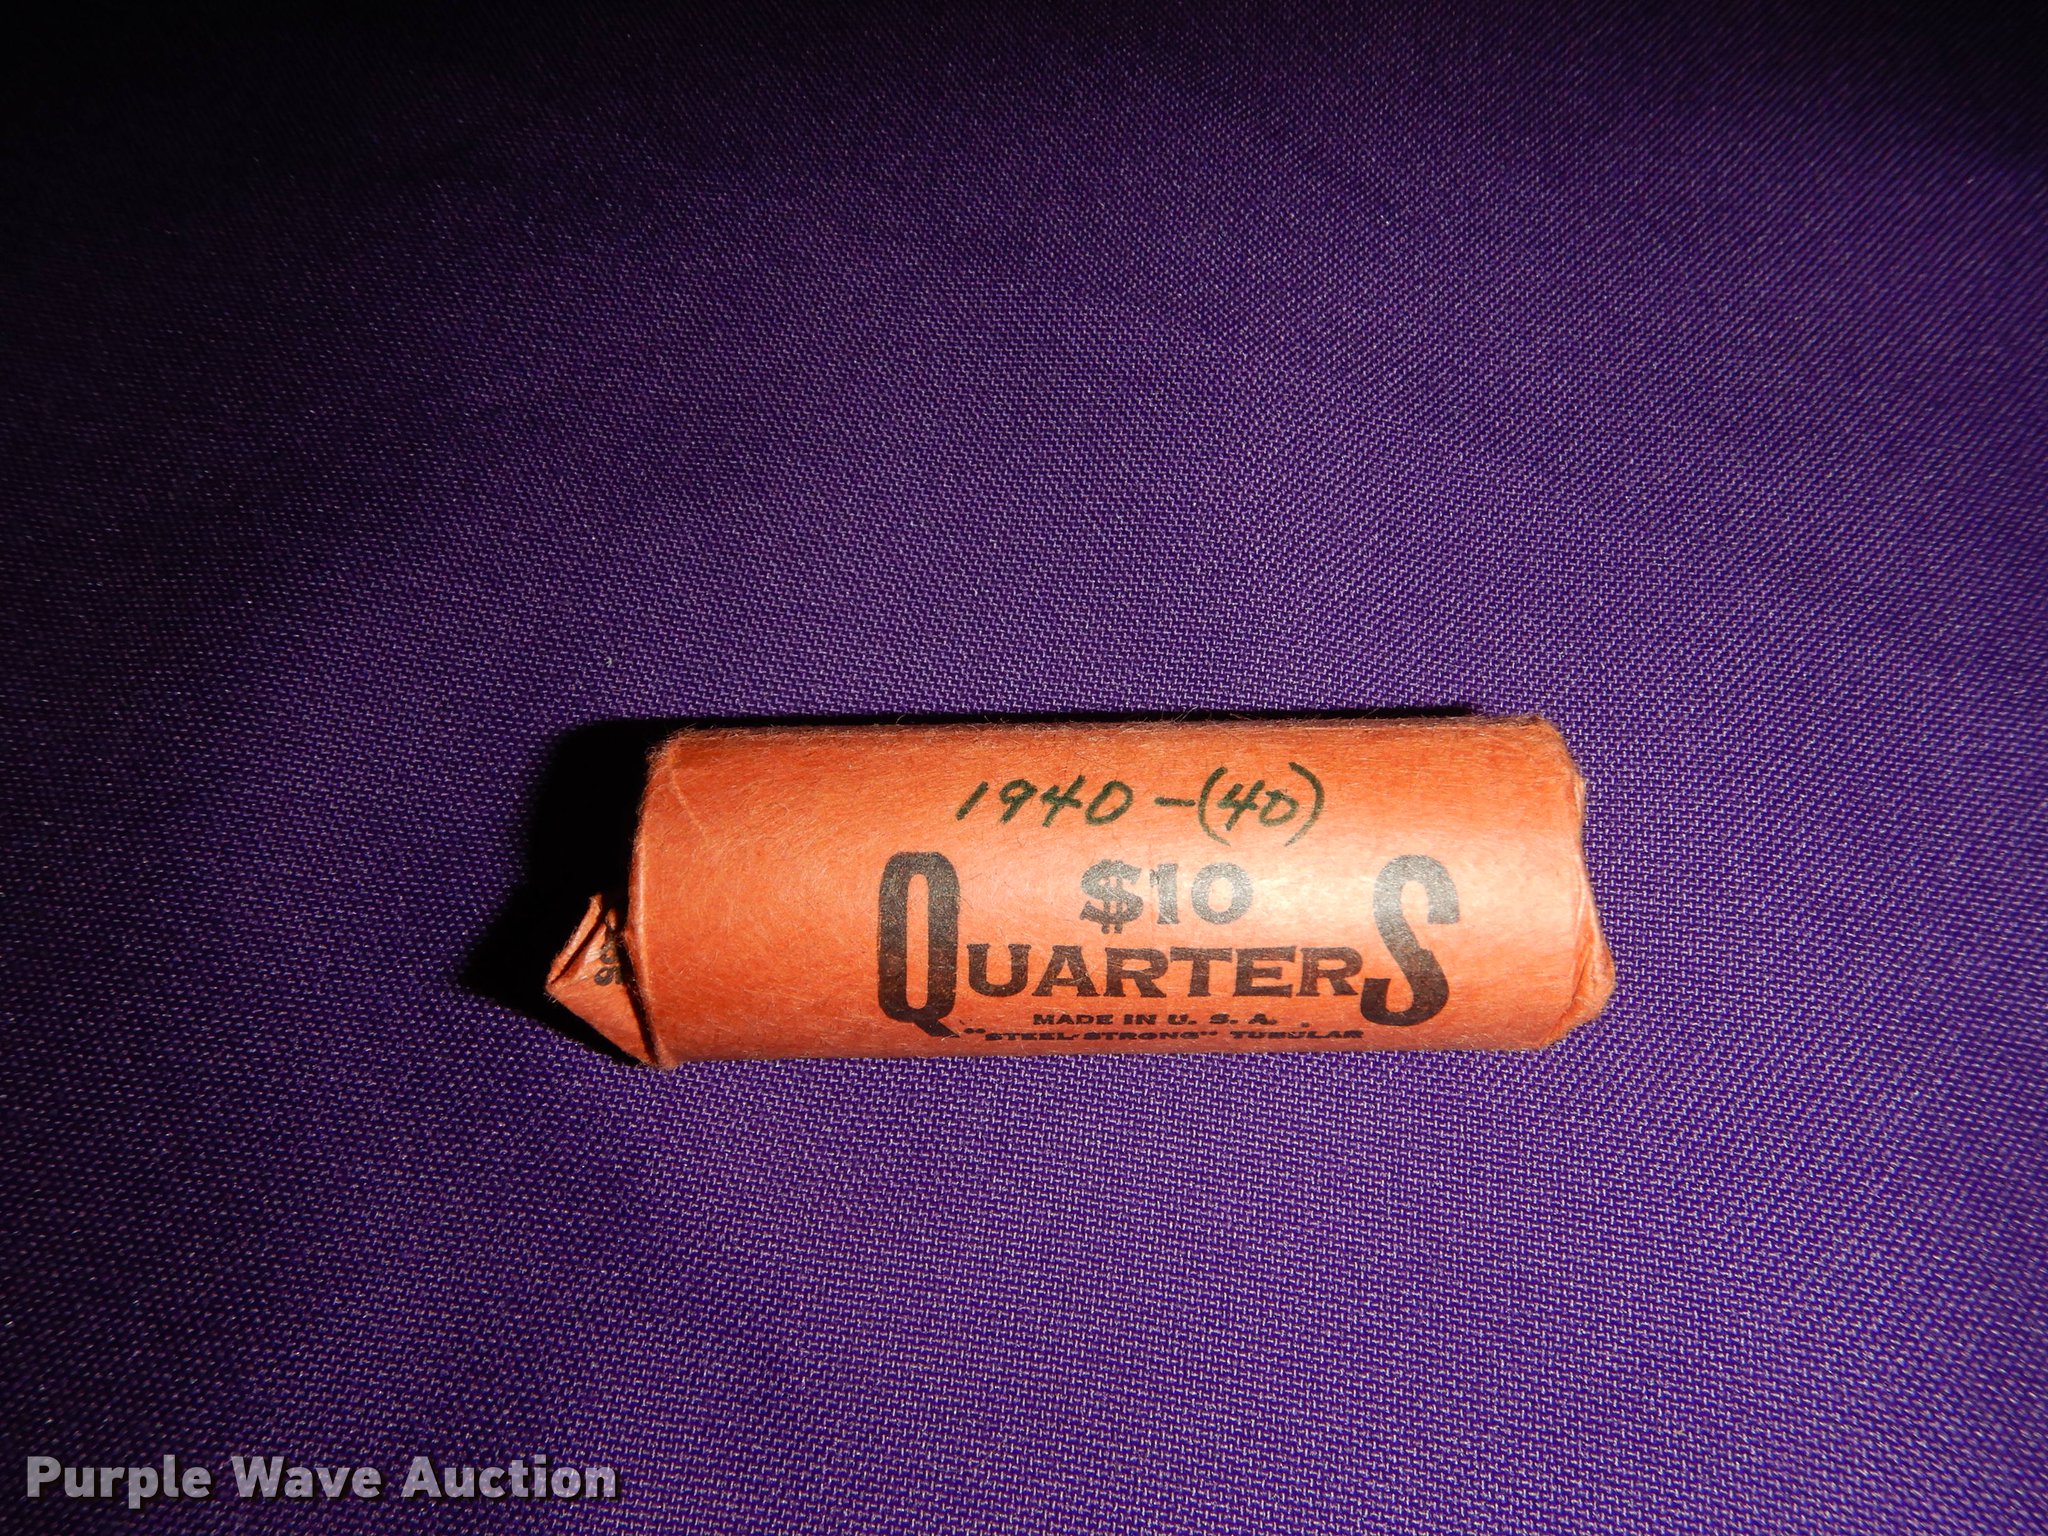 1940-(40)
$10
QUARTERS
MADE IN U. S. A.
"STEEL-STRONG" TUBULAR
Purple Wave Auction